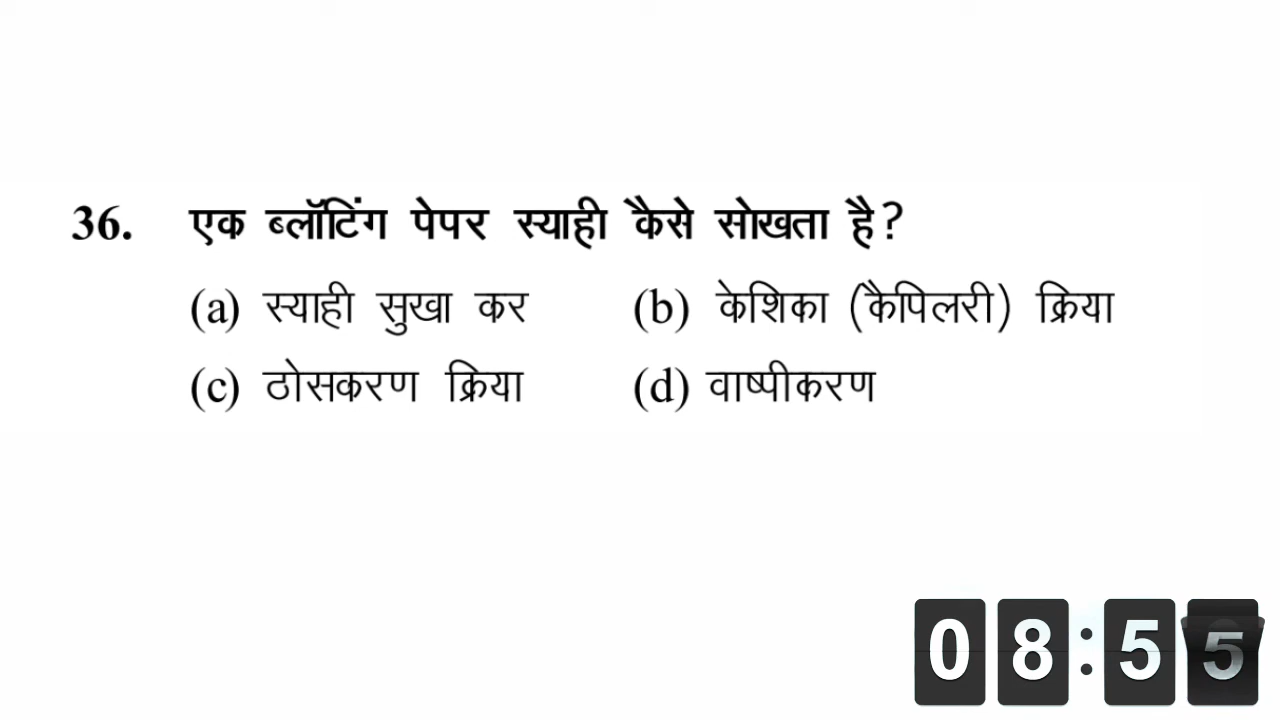 36. एक ब्लॉटिंग पेपर स्याही कैसे सोखता है?
(a) स्याही सुखा कर (b) केशिका (कैपिलरी) क्रिया
(c) ठोसकरण क्रिया (d) वाष्पीकरण
08:55